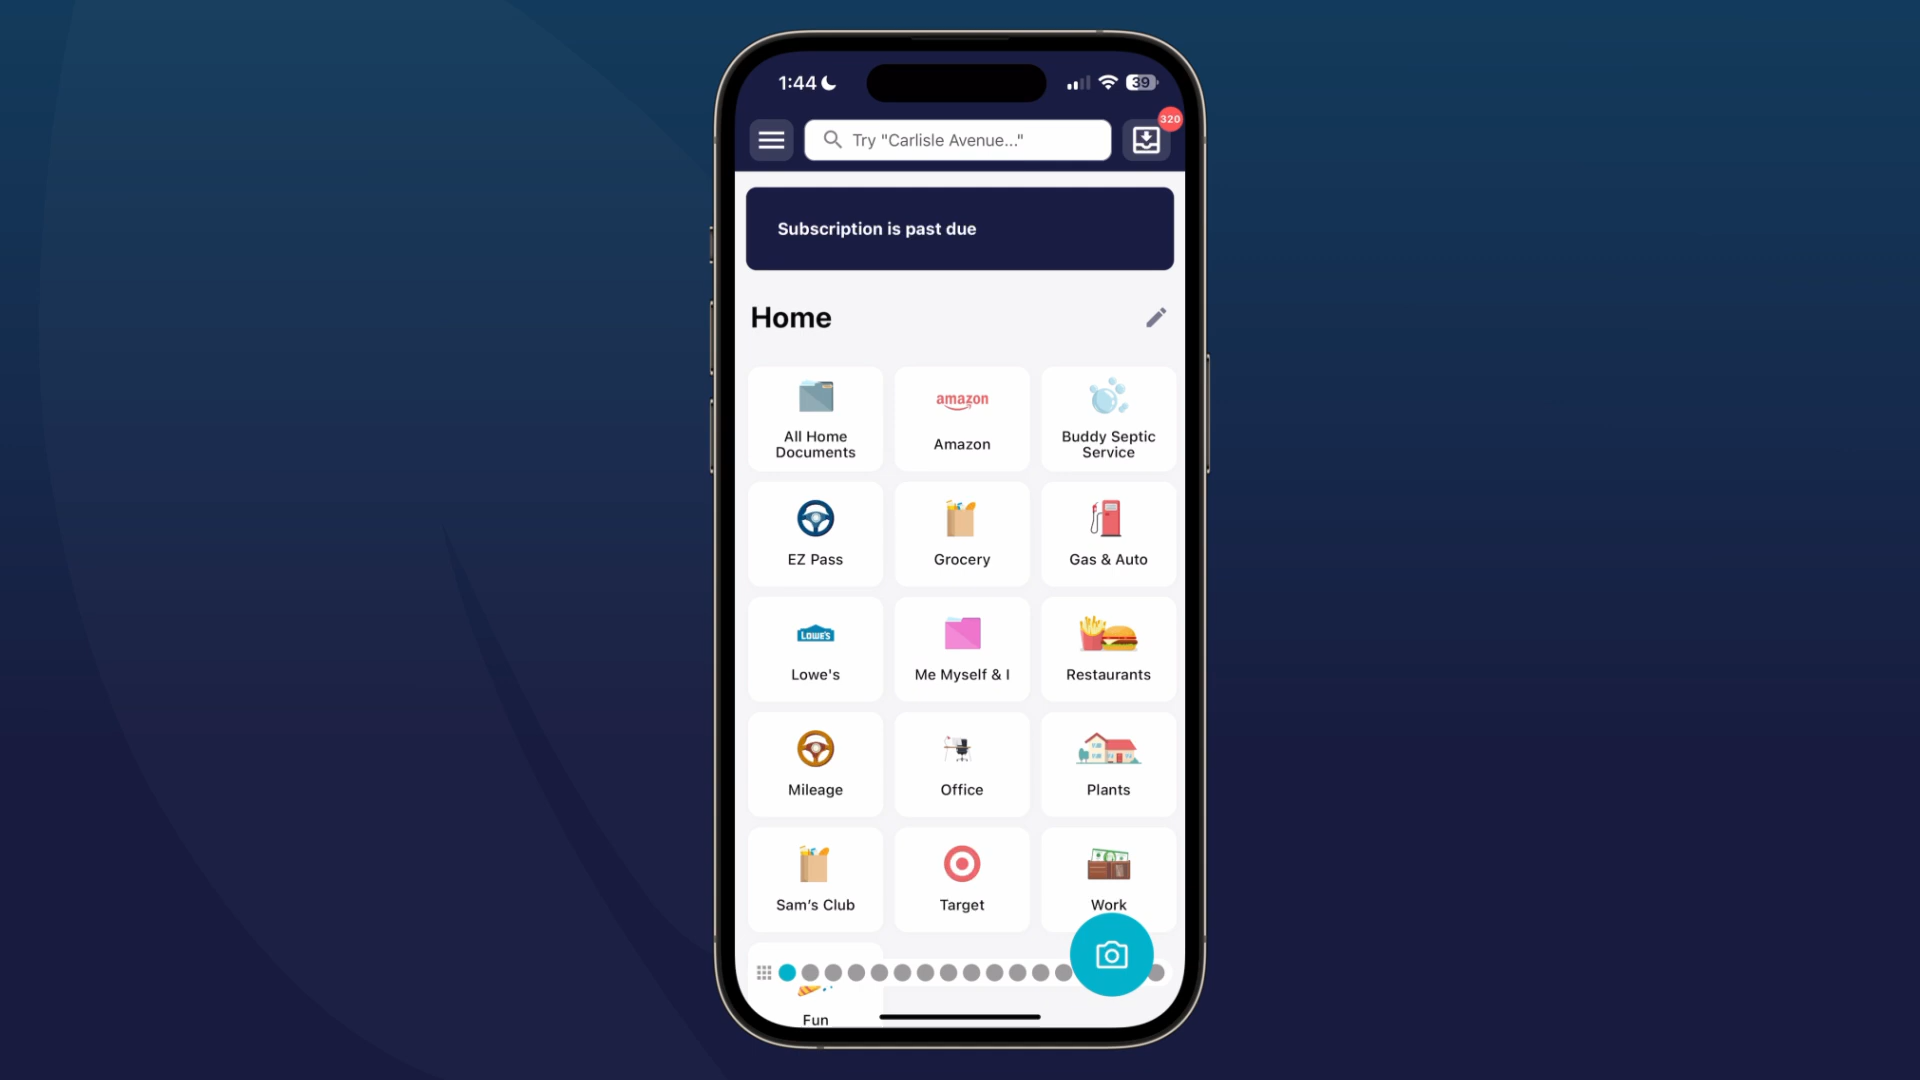 1:44
39
320
Try "Carlisle Avenue..."
Subscription is past due
Home
All Home
Documents
amazon
Amazon
Buddy Septic
Service
EZ Pass
Grocery
Gas & Auto
LOWE'S
Lowe's
Me Myself & I
Restaurants
Mileage
Office
Plants
Sam's Club
Target
Work
Fun